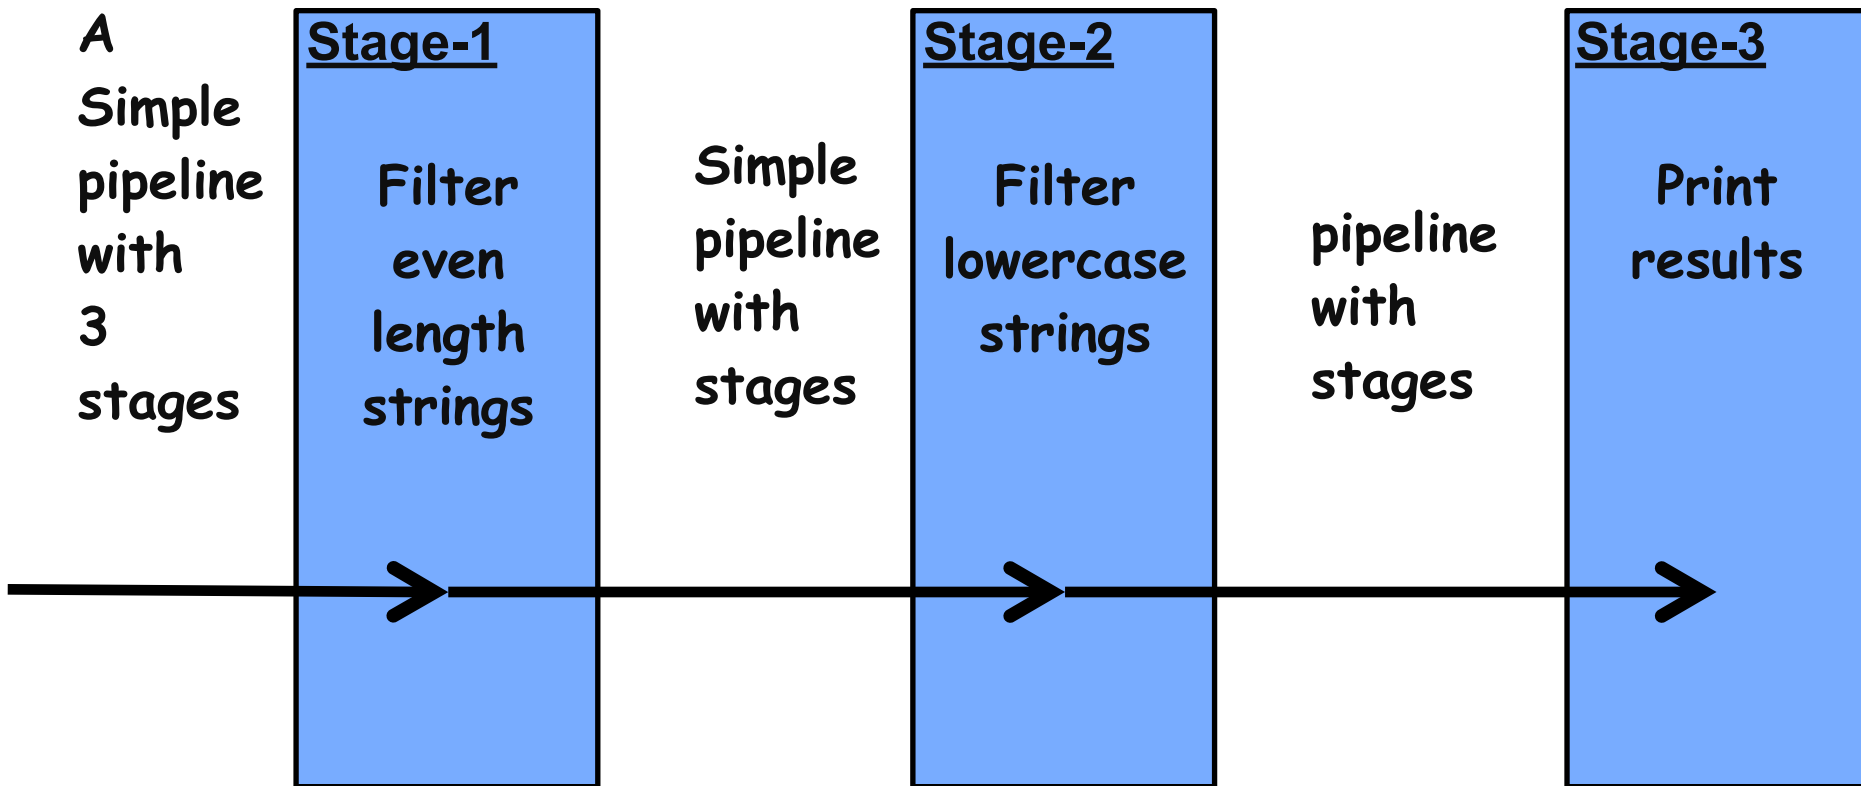 A
Simple
pipeline
with
3
stages
Stage-1
Filter
even
length
strings
Simple
pipeline
with
stages
Stage-2
Filter
lowercase
strings
pipeline
with
stages
Stage-3
Print
results